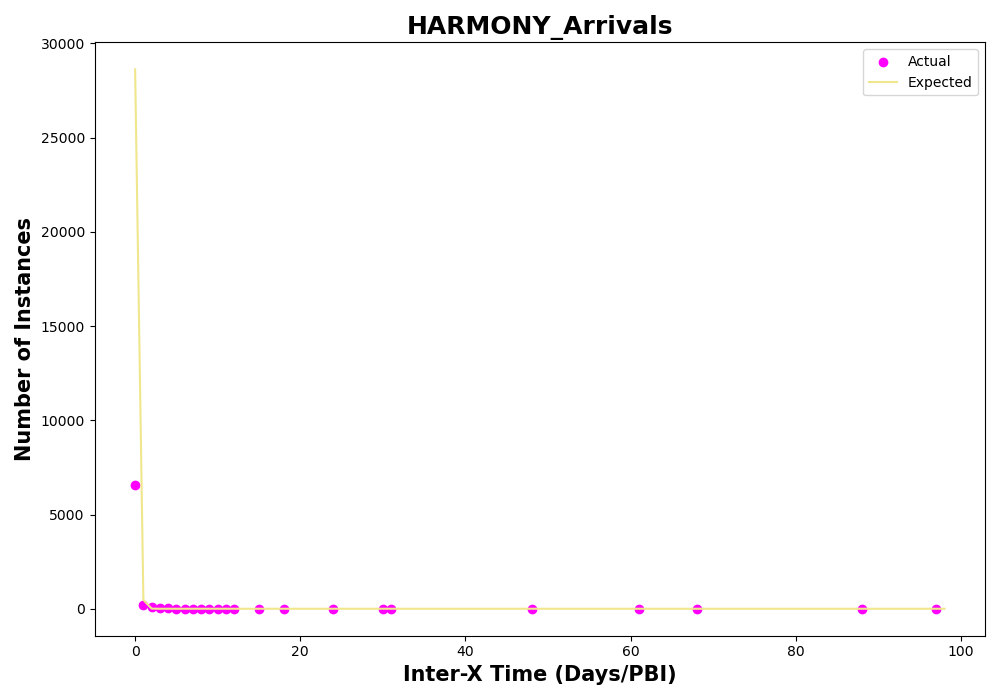 HARMONY_Arrivals
Actual
Expected
Number of Instances
30000
25000
20000
15000
10000
5000
0
0 20 40 60 80 100
Inter-X Time (Days/PBI)